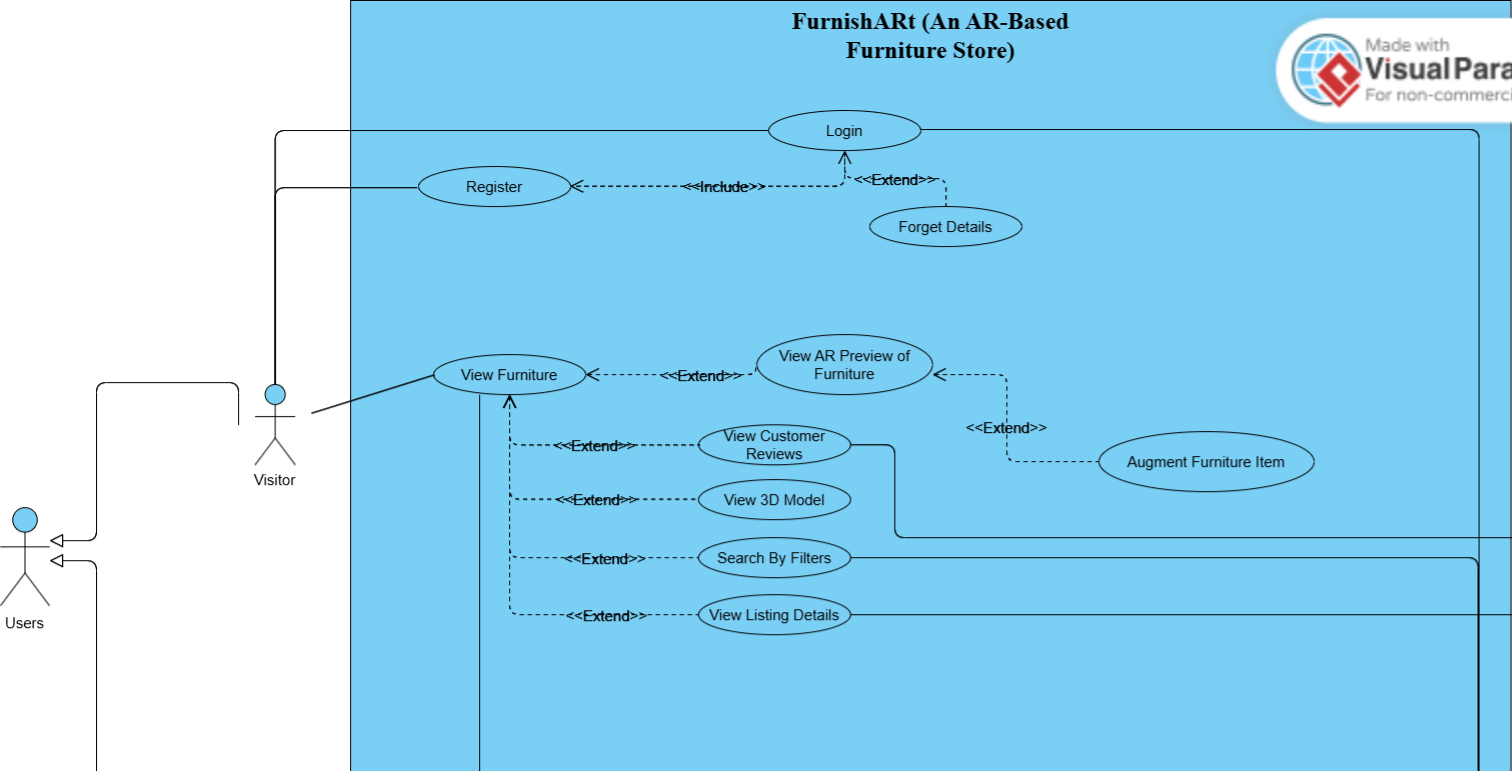 FurnishARt (An AR-Based
Furniture Store)
Made with
VisualPara
For non-commerci
Login
Register
<<Include>>
<<Extend>>
Forget Details
View Furniture
<<Extend>>
View AR Preview of
Furniture
<<Extend>>
Augment Furniture Item
<<Extend>>
View Customer
Reviews
<<Extend>>
View 3D Model
<<Extend>>
Search By Filters
<<Extend>>
View Listing Details
Visitor
Users